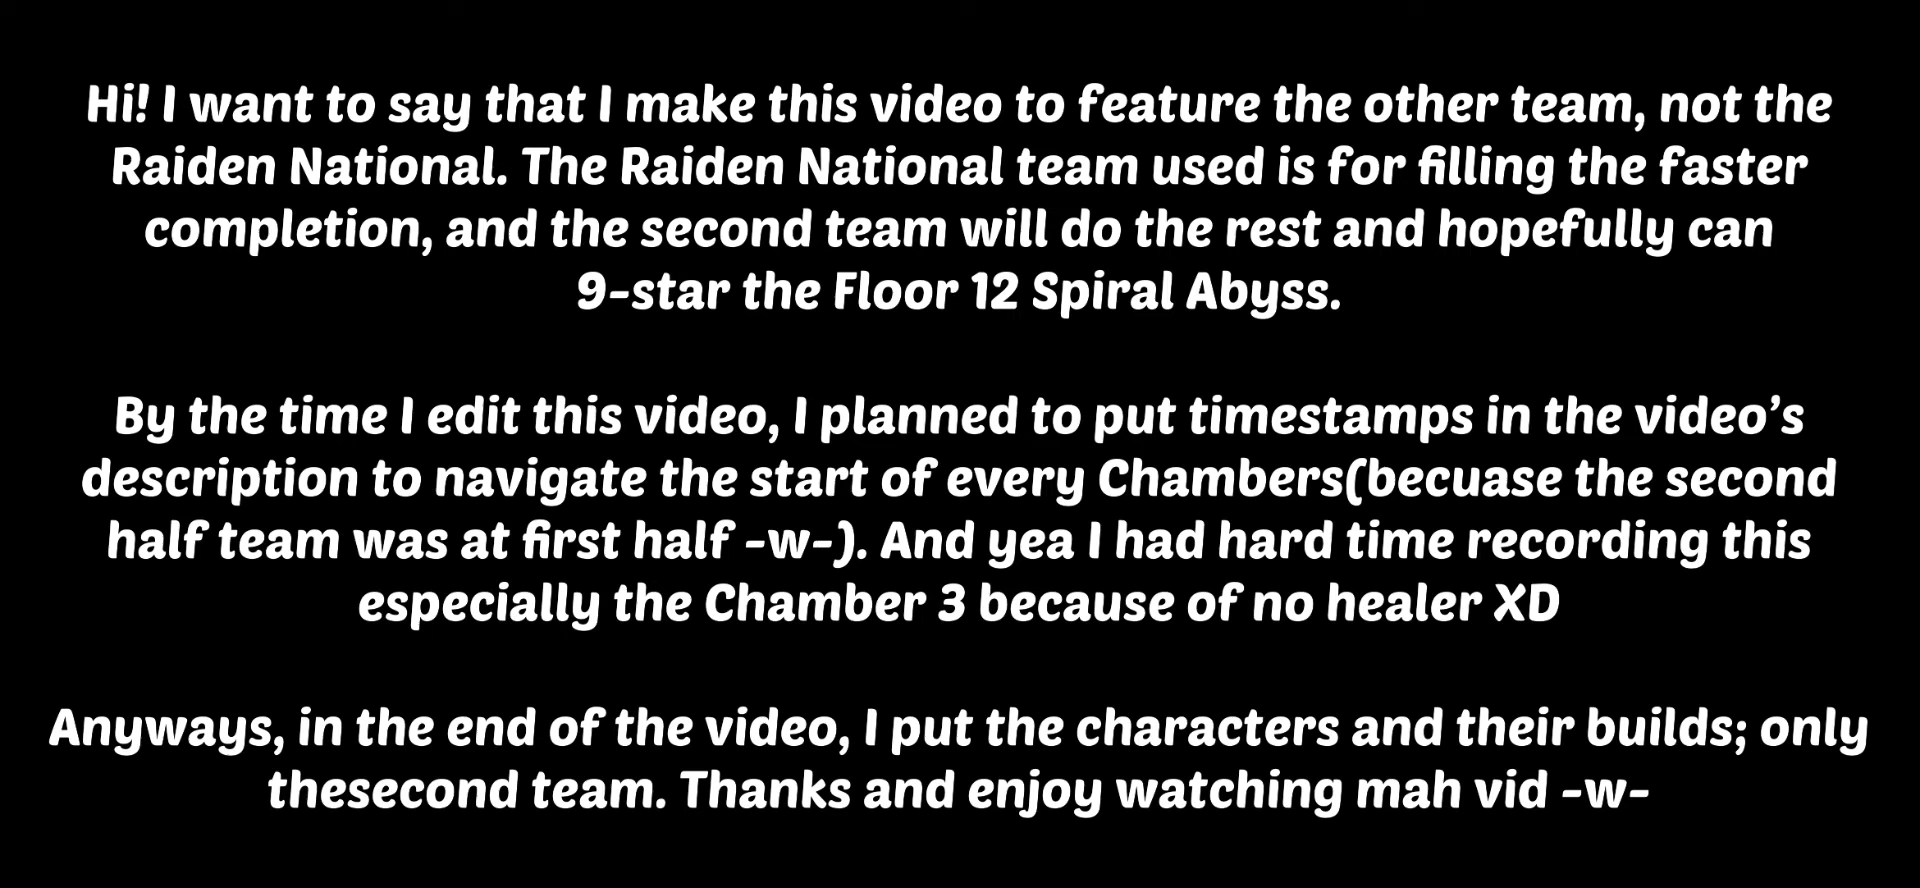 Hi! I want to say that I make this video to feature the other team, not the
Raiden National. The Raiden National team used is for filling the faster
completion, and the second team will do the rest and hopefully can
9-star the Floor 12 Spiral Abyss.
By the time I edit this video, I planned to put timestamps in the video’s
description to navigate the start of every Chambers(becuase the second
half team was at first half -w-). And yea I had hard time recording this
especially the Chamber 3 because of no healer XD
Anyways, in the end of the video, I put the characters and their builds; only
thesecond team. Thanks and enjoy watching mah vid -w-